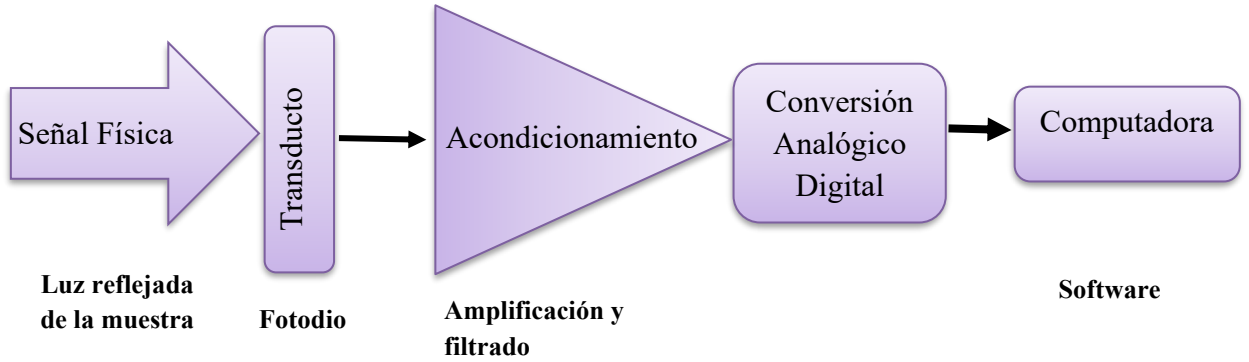 Señal Física
Transducto
Acondicionamiento
Conversión
Analógico
Digital
Computadora
Luz reflejada
de la muestra
Fotodio
Amplificación y
filtrado
Software